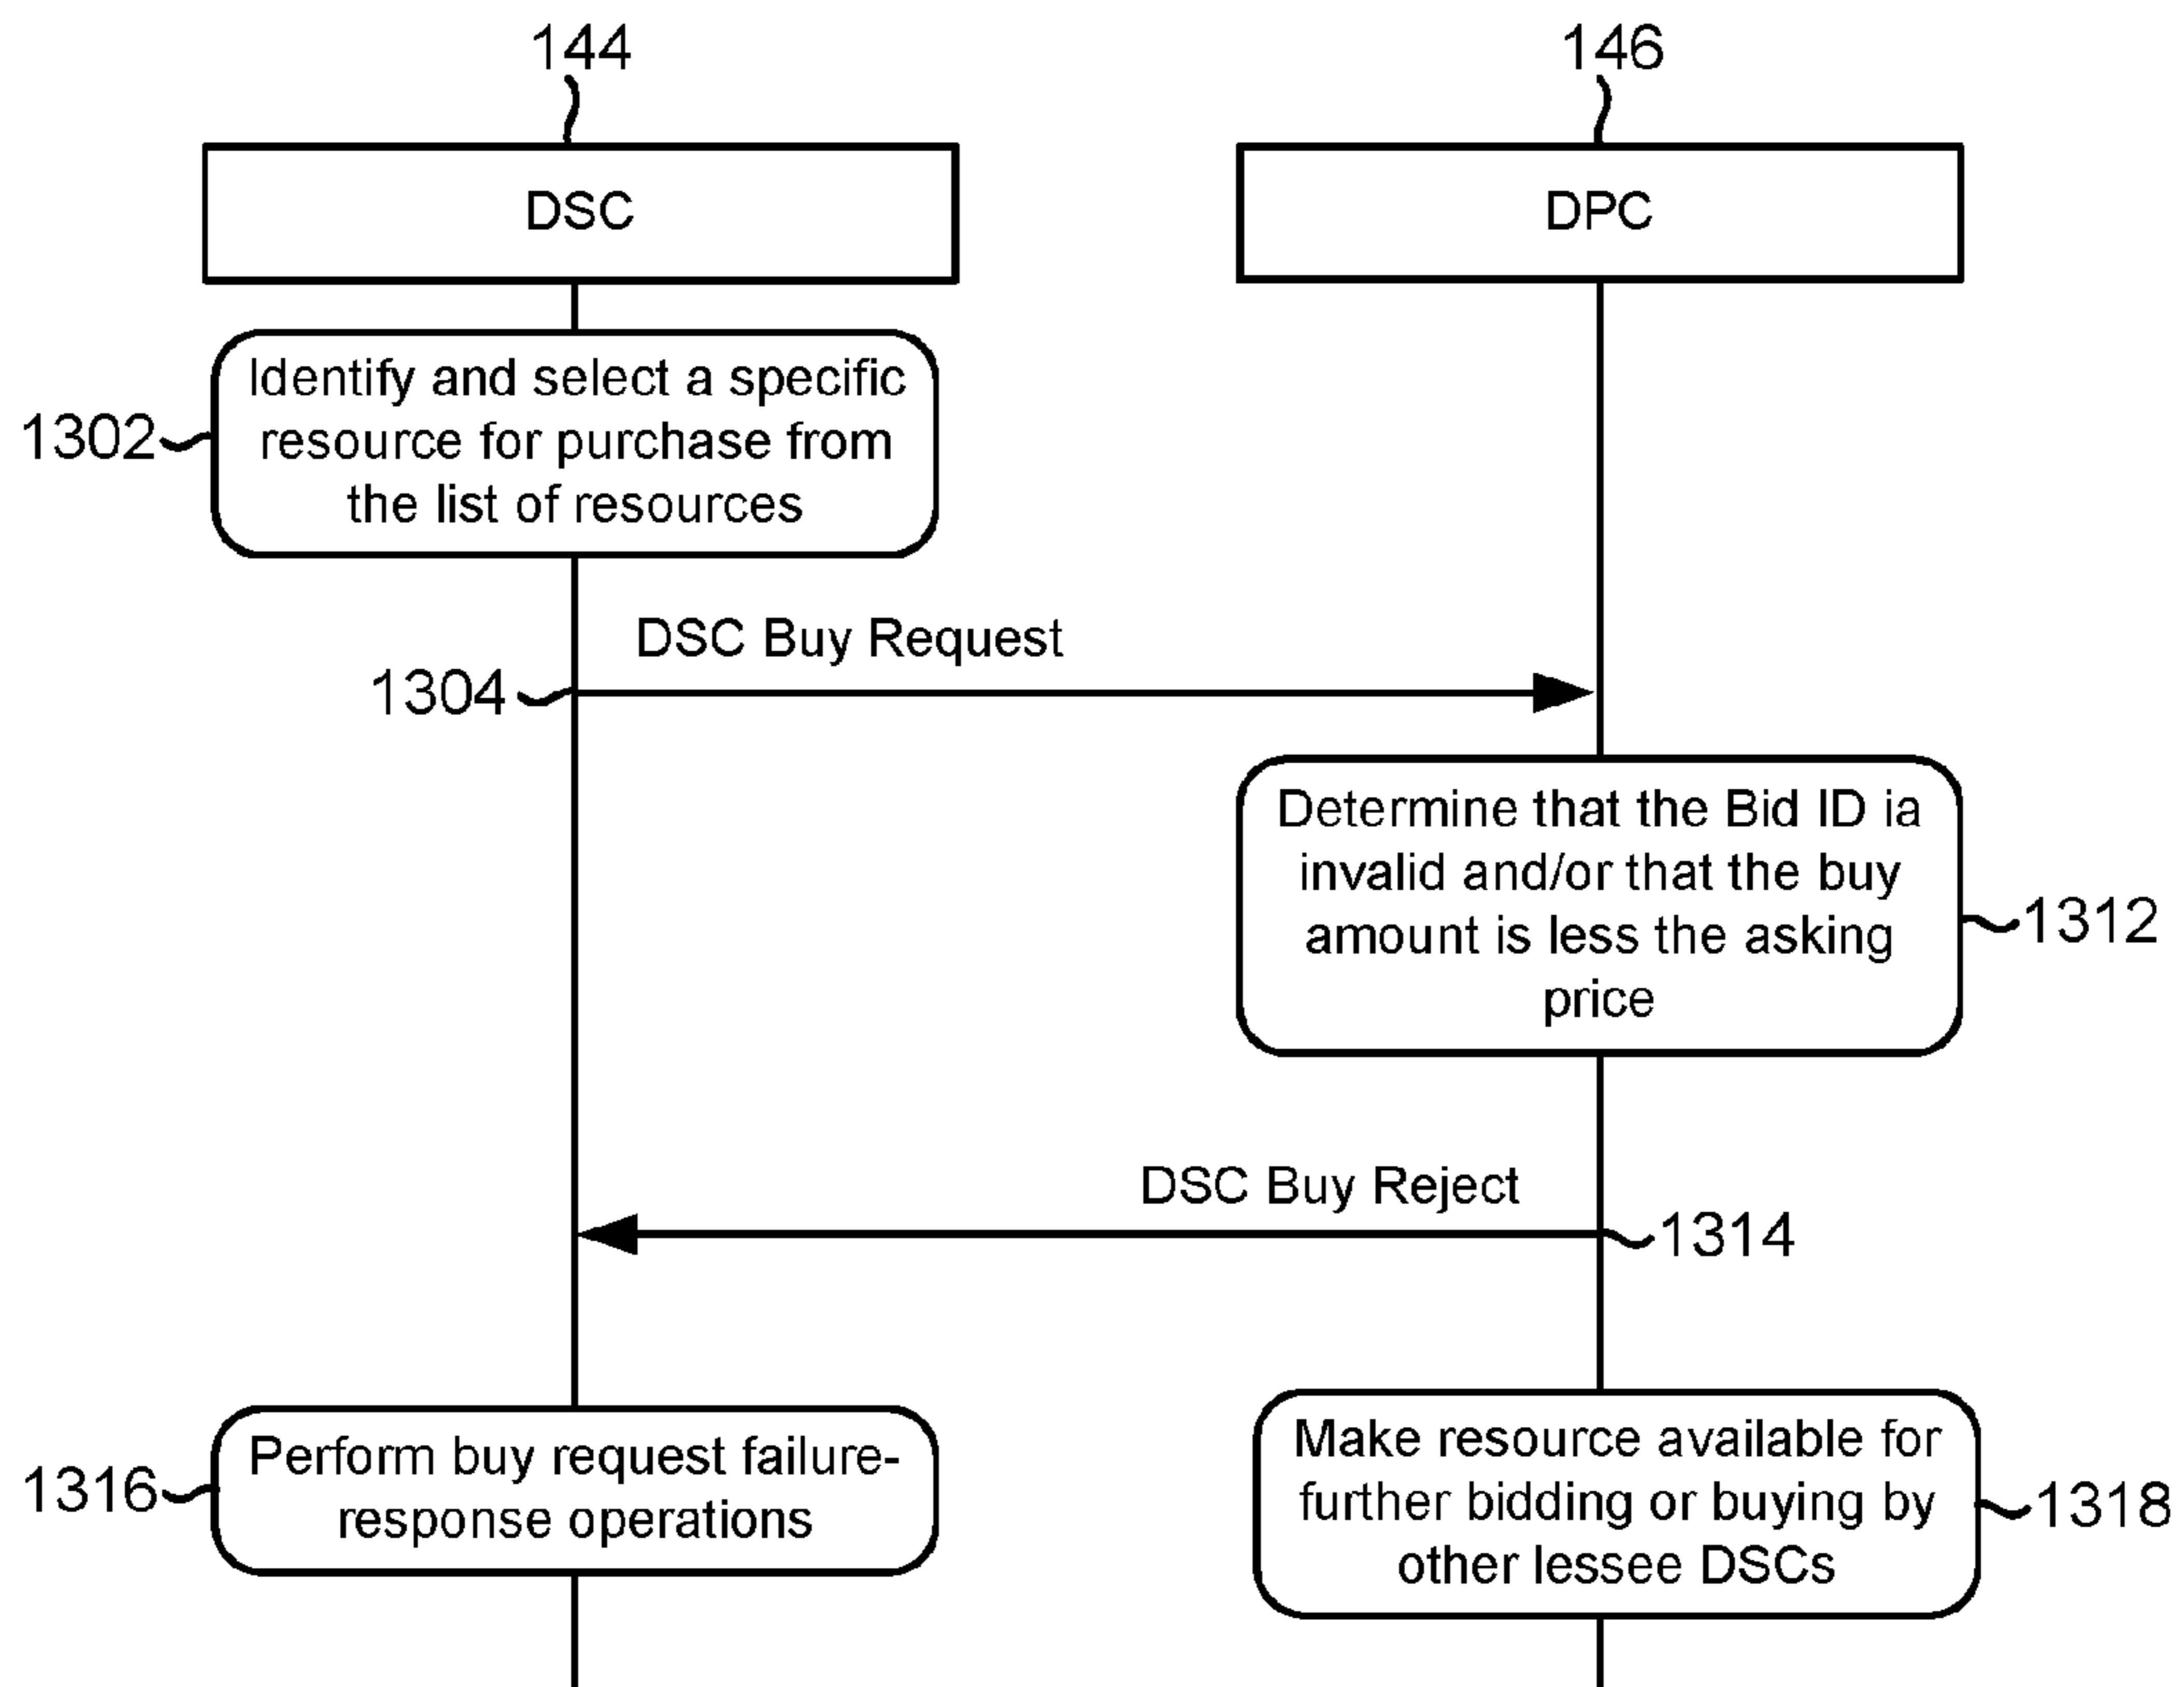 144
146
DSC
DPC
Identify and select a specific
resource for purchase from
the list of resources
1302
DSC Buy Request
1304
Determine that the Bid ID ia
invalid and/or that the buy
amount is less the asking
price
1312
DSC Buy Reject
1314
Perform buy request failure-
response operations
1316
Make resource available for
further bidding or buying by
other lessee DSCs
1318